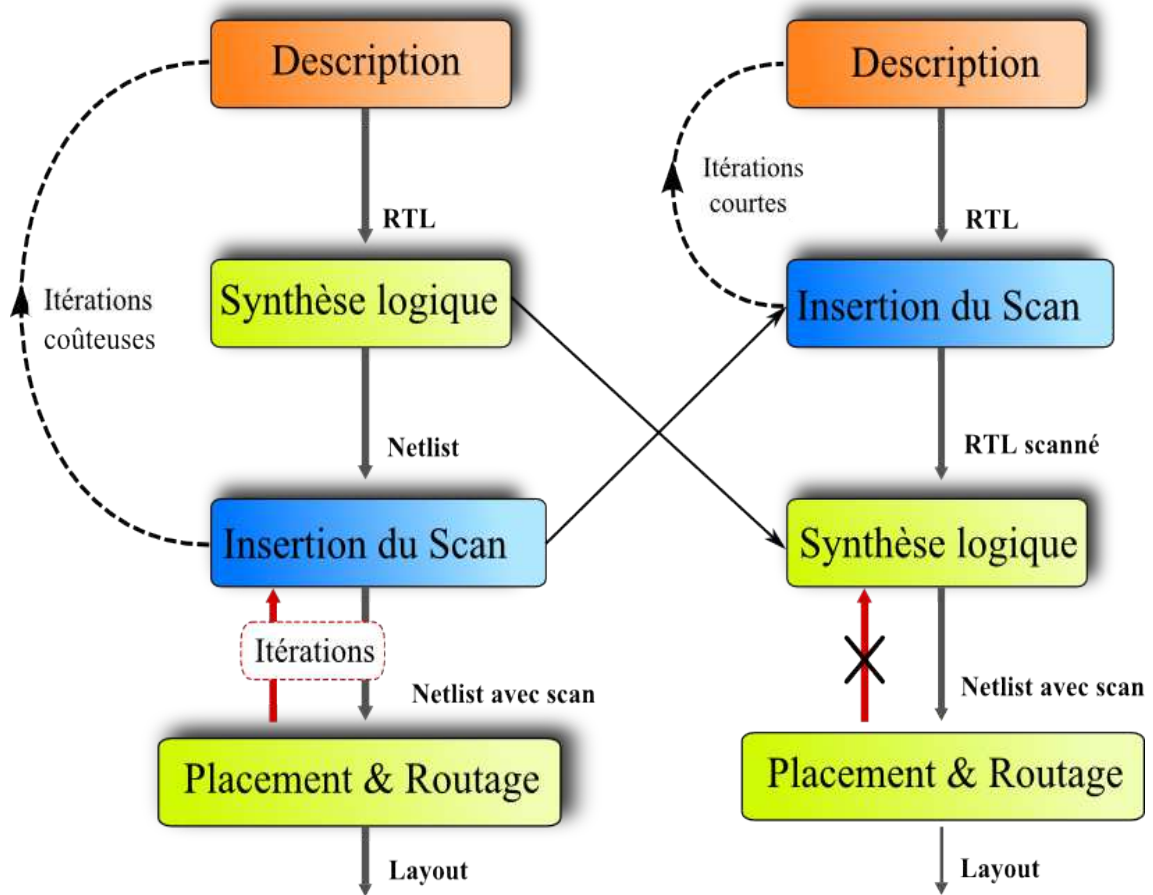 Description
RTL
Synthèse logique
Itérations
coûteuses
Netlist
Insertion du Scan
Itérations
Netlist avec scan
Placement & Routage
Layout
Description
Itérations
courtes
RTL
Insertion du Scan
RTL scanné
Synthèse logique
Netlist avec scan
Placement & Routage
Layout